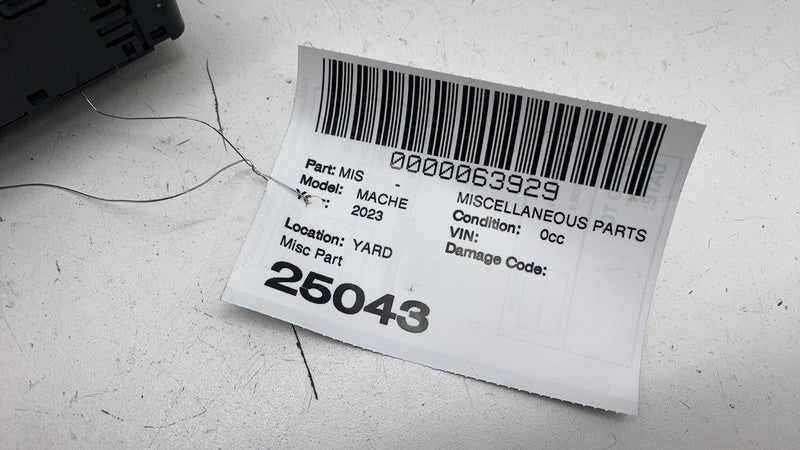 0000063929
Part: MIS - MISCELLANEOUS PARTS
Model: MACHE Condition: 0cc
2023 VIN:
Location: YARD Damage Code:
Misc Part
25043